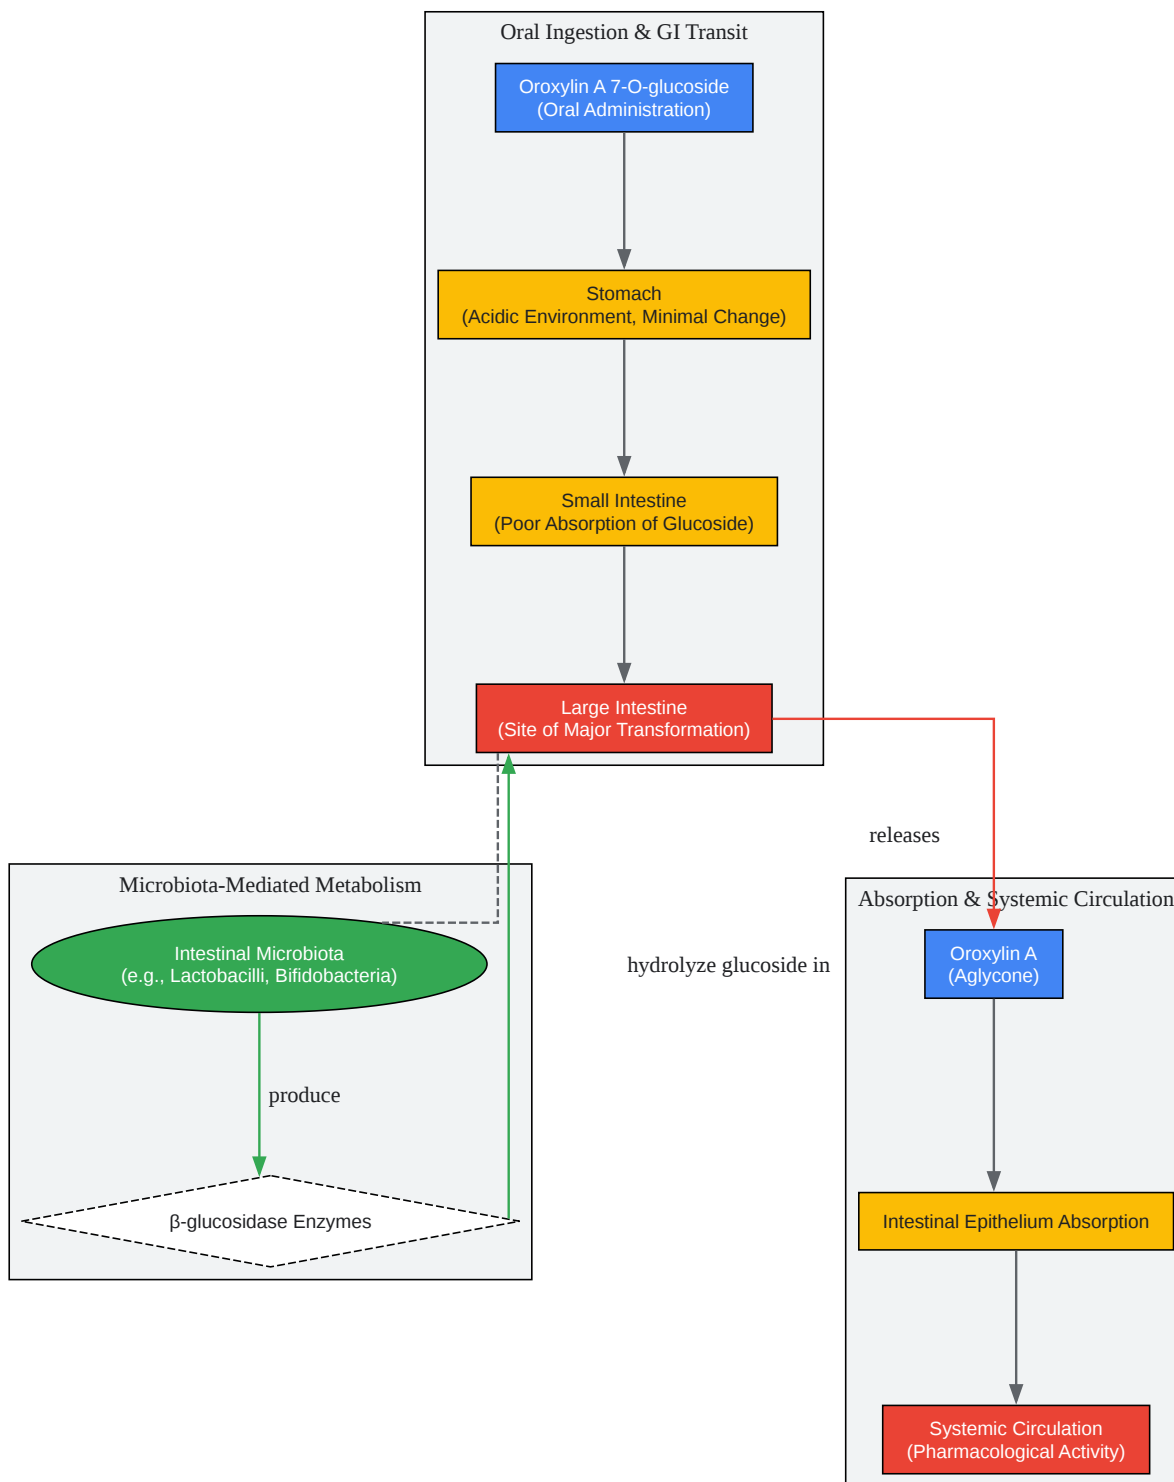 Oral Ingestion & GI Transit
Oroxylin A 7-O-glucoside
(Oral Administration)
Stomach
(Acidic Environment, Minimal Change)
Small Intestine
(Poor Absorption of Glucoside)
Large Intestine
(Site of Major Transformation)
releases
Microbiota-Mediated Metabolism
Intestinal Microbiota
(e.g., Lactobacilli, Bifidobacteria)
hydrolyze glucoside in
produce
β-glucosidase Enzymes
Absorption & Systemic Circulation
Oroxylin A
(Aglycone)
Intestinal Epithelium Absorption
Systemic Circulation
(Pharmacological Activity)